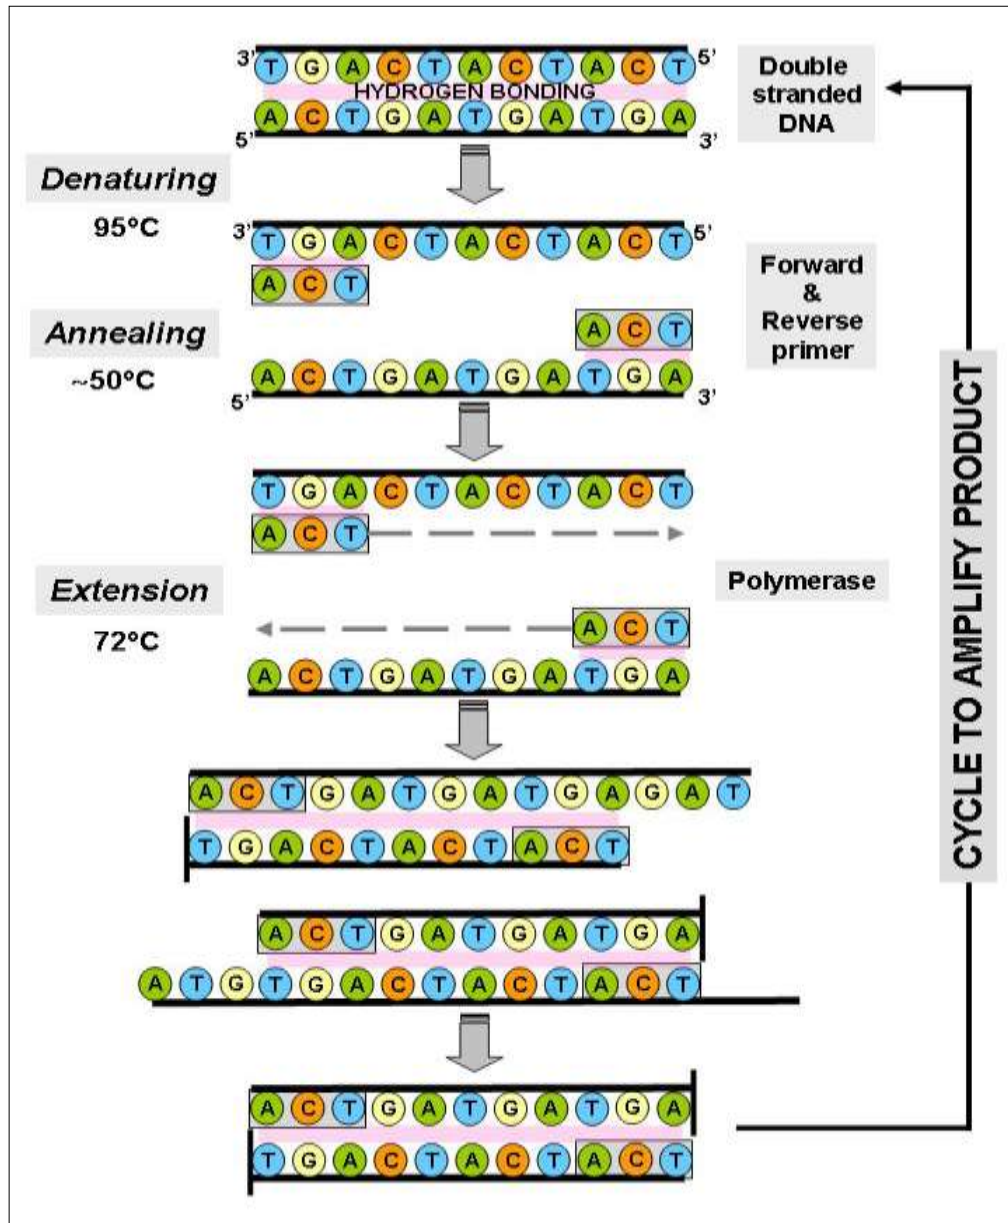 3’ T G A C T A C T A C T 5’
HYDROGEN BONDING
A C T G A T G A T G A
5’ 3’
Double
stranded
DNA
Denaturing
95°C
3’ T G A C T A C T A C T 5’
A C T
Forward
&
Reverse
primer
Annealing
~50°C
A C T
A C T G A T G A T G A
5’ 3’
T G A C T A C T A C T
A C T
Extension
72°C
Polymerase
A C T
A C T G A T G A T G A
A C T G A T G A T G A G A T
T G A C T A C T A C T
A C T G A T G A T G A
A T G T G A C T A C T A C T
A C T G A T G A T G A
T G A C T A C T A C T
CYCLE TO AMPLIFY PRODUCT